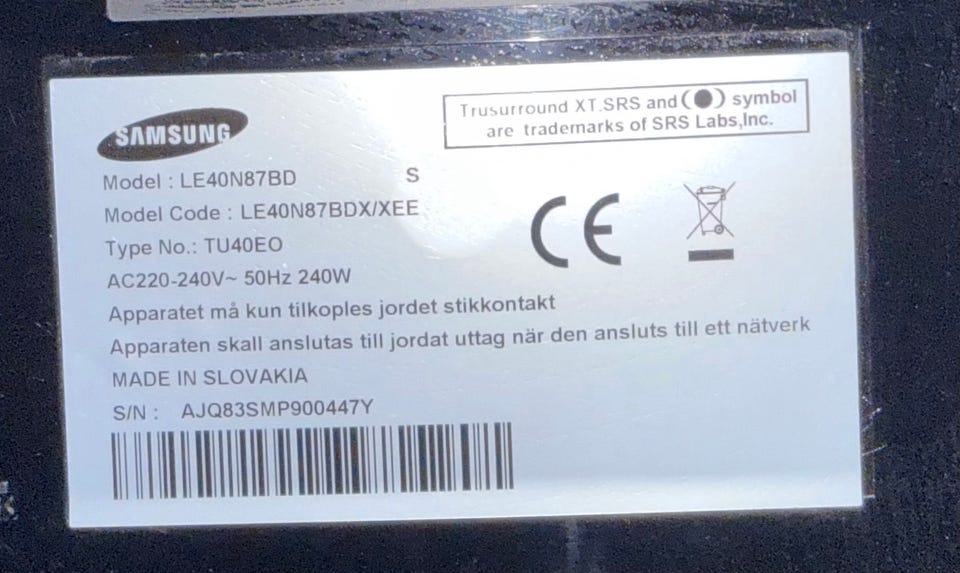 SAMSUNG
Trusurround XT.SRS and (●) symbol
are trademarks of SRS Labs,Inc.
Model : LE40N87BD S
Model Code : LE40N87BDX/XEE
Type No.: TU40EO
AC220-240V~ 50Hz 240W
Apparatet må kun tilkoples jordet stikkontakt
Apparaten skall anslutas till jordat uttag når den ansluts till ett nätverk
MADE IN SLOVAKIA
S/N : AJQ83SMP900447Y
CE